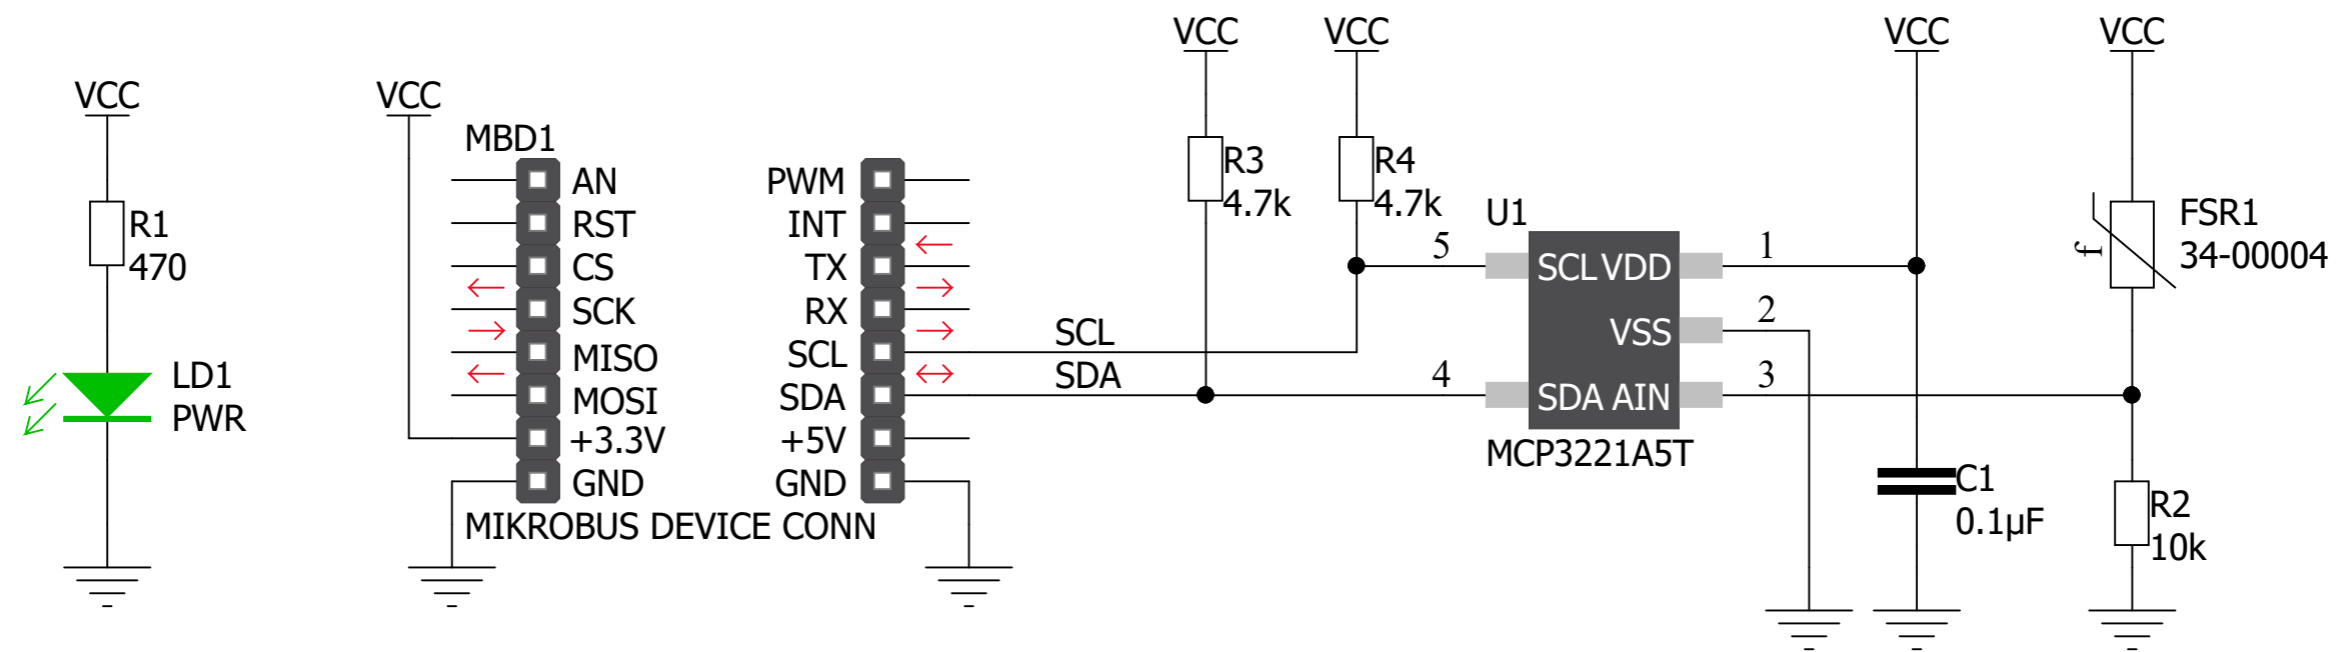 VCC
R1
470
LD1
PWR
VCC
MBD1
AN
RST
CS
SCK
MISO
MOSI
+3.3V
GND
PWM
INT
TX
RX
SCL
SDA
+5V
GND
MIKROBUS DEVICE CONN
SCL
SDA
VCC
R3
4.7k
VCC
R4
4.7k
U1
5
4
SCL VDD
VSS
SDA AIN
1
2
3
MCP3221A5T
VCC
C1
0.1µF
VCC
f
FSR1
34-00004
R2
10k